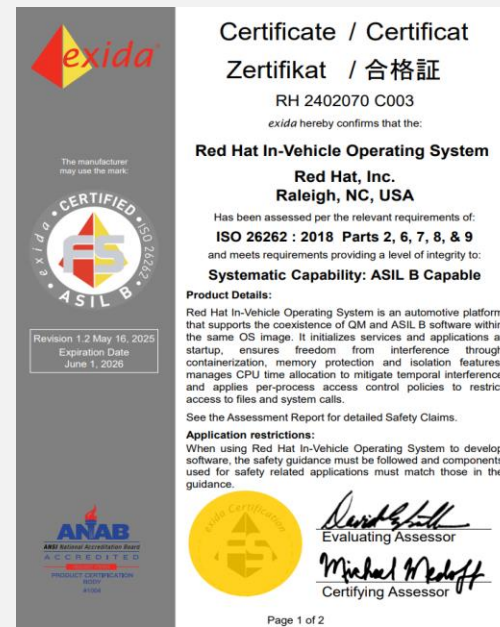 exida®
The manufacturer
may use the mark:
CERTIFIED • ISO 26262 • ASIL B • exida •
FS
Revision 1.2 May 16, 2025
Expiration Date
June 1, 2026
ANAB
ANSI National Accreditation Board
ACCREDITED
PRODUCT CERTIFICATION
BODY
#1004
Certificate / Certificat
Zertifikat / 合格証
RH 2402070 C003
exida hereby confirms that the:
Red Hat In-Vehicle Operating System
Red Hat, Inc.
Raleigh, NC, USA
Has been assessed per the relevant requirements of:
ISO 26262 : 2018 Parts 2, 6, 7, 8, & 9
and meets requirements providing a level of integrity to:
Systematic Capability: ASIL B Capable
Product Details:
Red Hat In-Vehicle Operating System is an automotive platform
that supports the coexistence of QM and ASIL B software within
the same OS image. It initializes services and applications a
startup, ensures freedom from interference through
containerization, memory protection and isolation features
manages CPU time allocation to mitigate temporal interference
and applies per-process access control policies to restric
access to files and system calls.
See the Assessment Report for detailed Safety Claims.
Application restrictions:
When using Red Hat In-Vehicle Operating System to develop
software, the safety guidance must be followed and components
used for safety related applications must match those in the
guidance.
exida Certification
FS
Evaluating Assessor
Michael Medoff
Certifying Assessor
Page 1 of 2